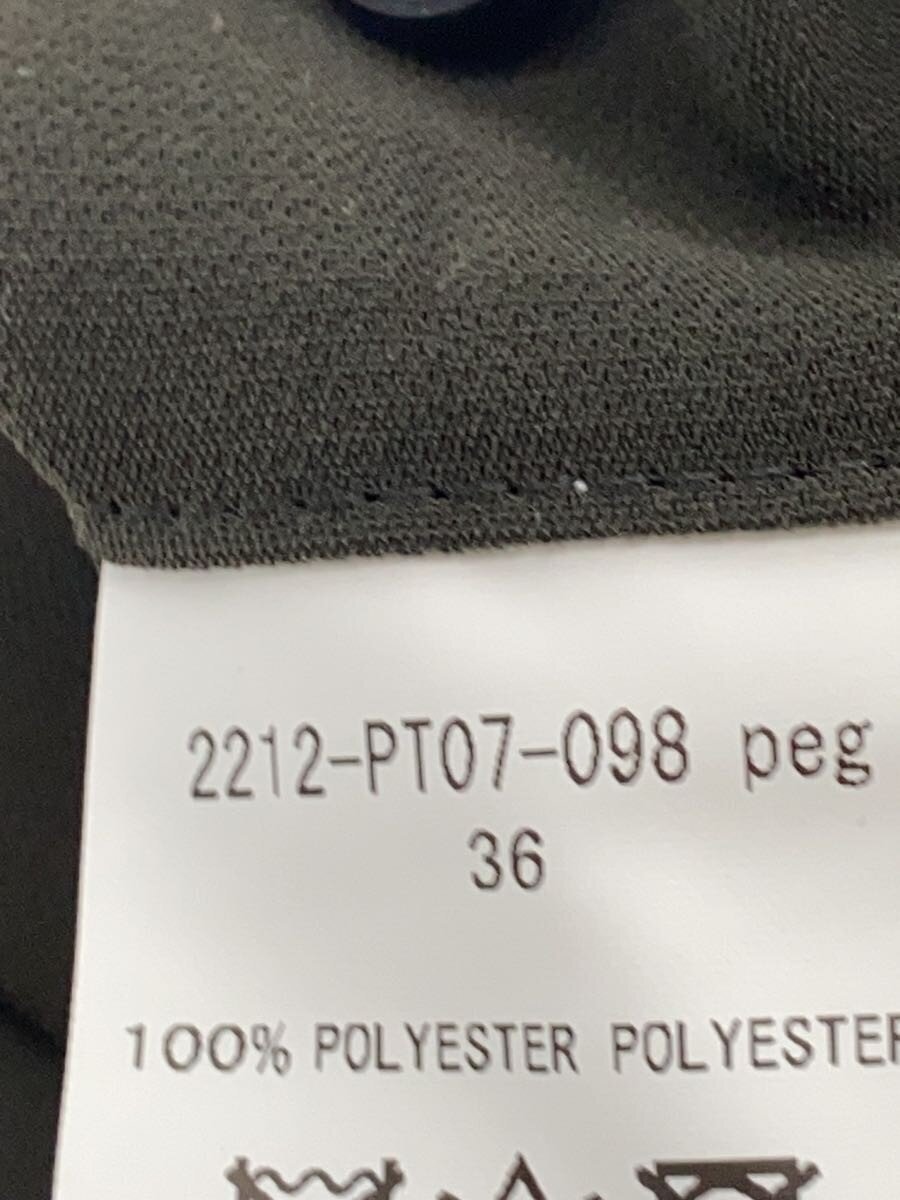 2212-PT07-098 peg
36
100% POLYESTER POLYESTER